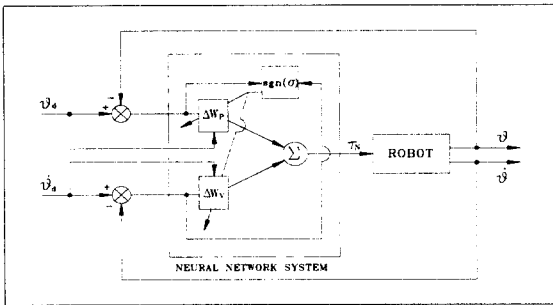 sgn(σ)
ϑd
+
−
ΔWP
Σ
τN
ROBOT
ϑ
ϑ̇
ϑ̇d
+
−
ΔWV
NEURAL NETWORK SYSTEM